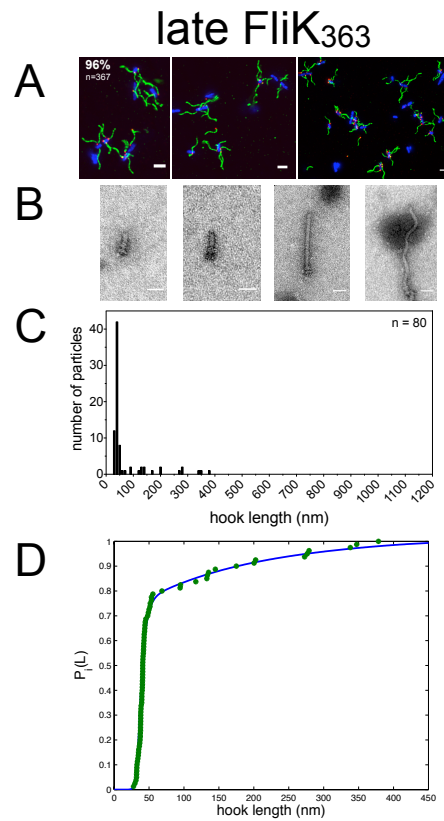 late FliK363
A
96%
n=367
B
C
n = 80
number of particles
40
30
20
10
0
0
100
200
300
400
500
600
700
800
900
1000
1100
1200
hook length (nm)
D
Pi(L)
1
0.9
0.8
0.7
0.6
0.5
0.4
0.3
0.2
0.1
0
0 50 100 150 200 250 300 350 400 450
hook length (nm)